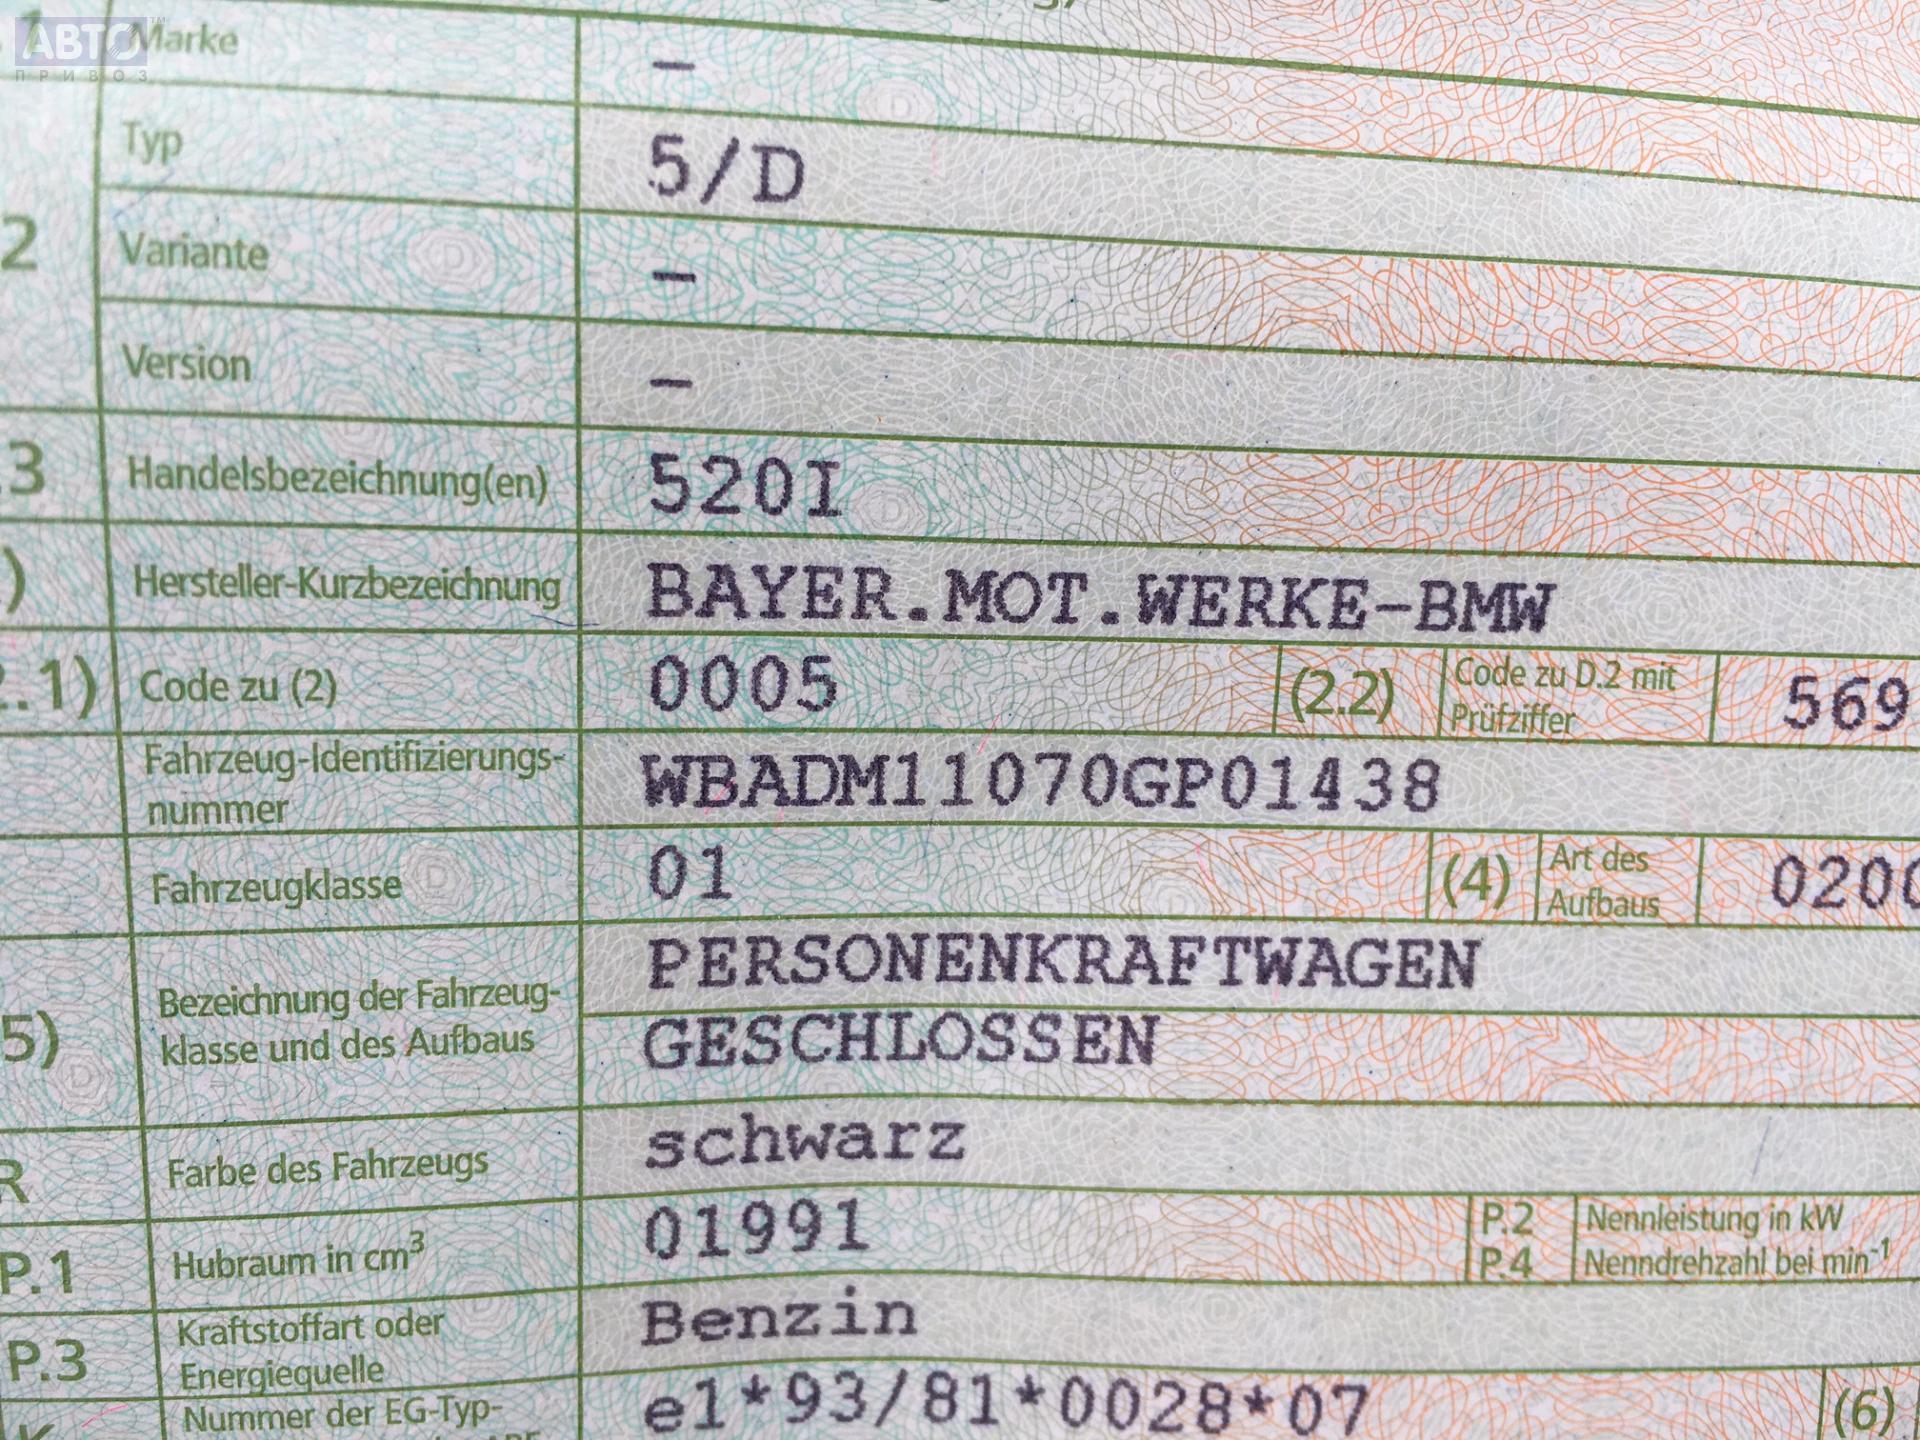 АВТО™
ПРИВОЗ
Marke –
Typ 5/D
2 Variante –
Version –
.3 Handelsbezeichnung(en) 520I
) Hersteller-Kurzbezeichnung BAYER.MOT.WERKE-BMW
.1) Code zu (2) 0005 (2.2) Code zu D.2 mit
Prüfziffer 569
Fahrzeug-Identifizierungs-
nummer WBADM11070GP01438
Fahrzeugklasse 01 (4) Art des
Aufbaus 0200
PERSONENKRAFTWAGEN
5) Bezeichnung der Fahrzeug-
klasse und des Aufbaus GESCHLOSSEN
R Farbe des Fahrzeugs schwarz
P.1 Hubraum in cm³ 01991 P.2 Nennleistung in kW
P.4 Nenndrehzahl bei min⁻¹
P.3 Kraftstoffart oder
Energiequelle Benzin
K Nummer der EG-Typ- e1*93/81*0028*07 (6)